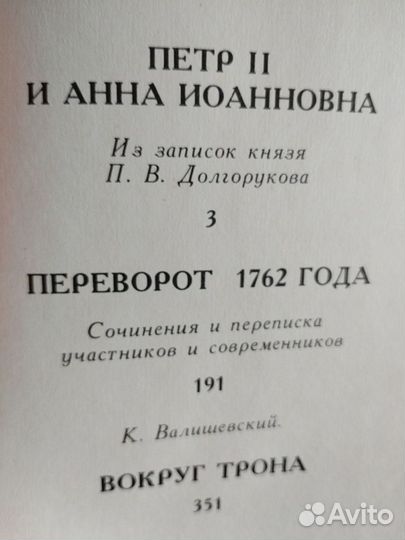 ПЕТР II
И АННА ИОАННОВНА
Из записок князя
П. В. Долгорукова
3
ПЕРЕВОРОТ 1762 ГОДА
Сочинения и переписка
участников и современников
191
К. Валишевский.
ВОКРУГ ТРОНА
351
Avito